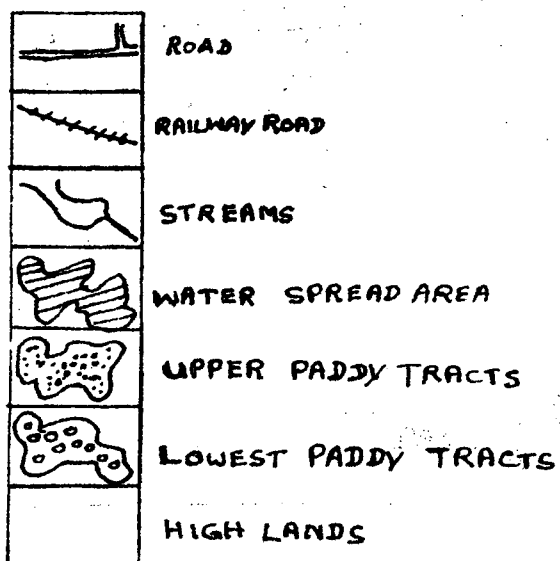 ROAD
RAILWAY ROAD
STREAMS
WATER SPREAD AREA
UPPER PADDY TRACTS
LOWEST PADDY TRACTS
HIGH LANDS